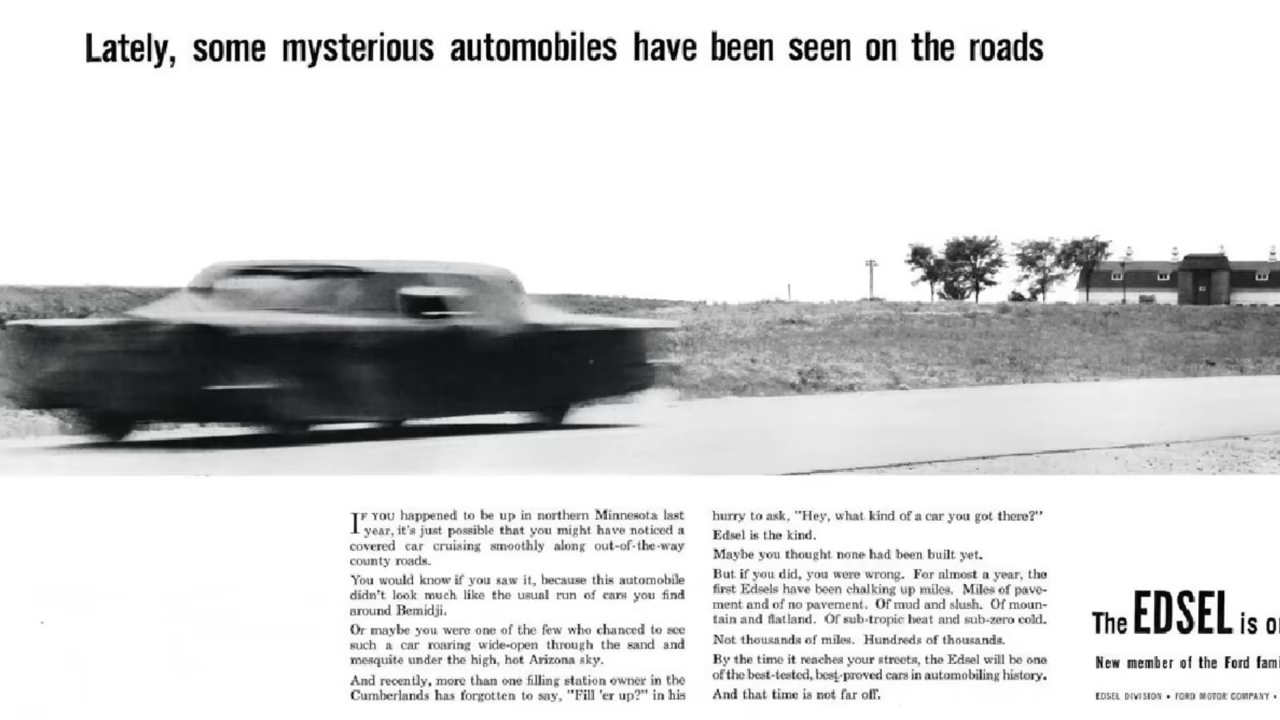 Lately, some mysterious automobiles have been seen on the roads
IF YOU happened to be up in northern Minnesota last
year, it's just possible that you might have noticed a
covered car cruising smoothly along out-of-the-way
county roads.
You would know if you saw it, because this automobile
didn't look much like the usual run of cars you find
around Bemidji.
Or maybe you were one of the few who chanced to see
such a car roaring wide-open through the sand and
mesquite under the high, hot Arizona sky.
And recently, more than one filling station owner in the
Cumberlands has forgotten to say, "Fill 'er up?" in his
hurry to ask, "Hey, what kind of a car you got there?"
Edsel is the kind.
Maybe you thought none had been built yet.
But if you did, you were wrong. For almost a year, the
first Edsels have been chalking up miles. Miles of pave-
ment and of no pavement. Of mud and slush. Of moun-
tain and flatland. Of sub-tropic heat and sub-zero cold.
Not thousands of miles. Hundreds of thousands.
By the time it reaches your streets, the Edsel will be one
of the best-tested, best-proved cars in automobiling history.
And that time is not far off.
The EDSEL is o
New member of the Ford fami
EDSEL DIVISION • FORD MOTOR COMPANY •